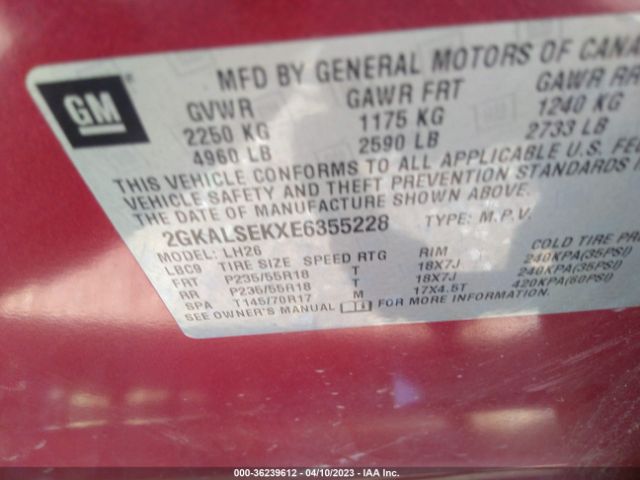 GM
MFD BY GENERAL MOTORS OF CANA
GVWR GAWR FRT GAWR RR
2250 KG 1175 KG 1240 KG
4960 LB 2590 LB 2733 LB
THIS VEHICLE CONFORMS TO ALL APPLICABLE U.S. FED
VEHICLE SAFETY AND THEFT PREVENTION STANDARDS
THE DATE OF MANUFACTURE SHOWN ABOVE.
2GKALSEKXE6355228 TYPE: M.P.V.
MODEL: LH26
LBC9 TIRE SIZE SPEED RTG RIM COLD TIRE PR
FRT P235/55R18 T 18X7J 240KPA(35PSI)
RR P235/55R18 T 18X7J 240KPA(35PSI)
SPA T145/70R17 M 17X4.5T 420KPA(60PSI)
SEE OWNER'S MANUAL FOR MORE INFORMATION.
000-36239612 - 04/10/2023 - IAA Inc.